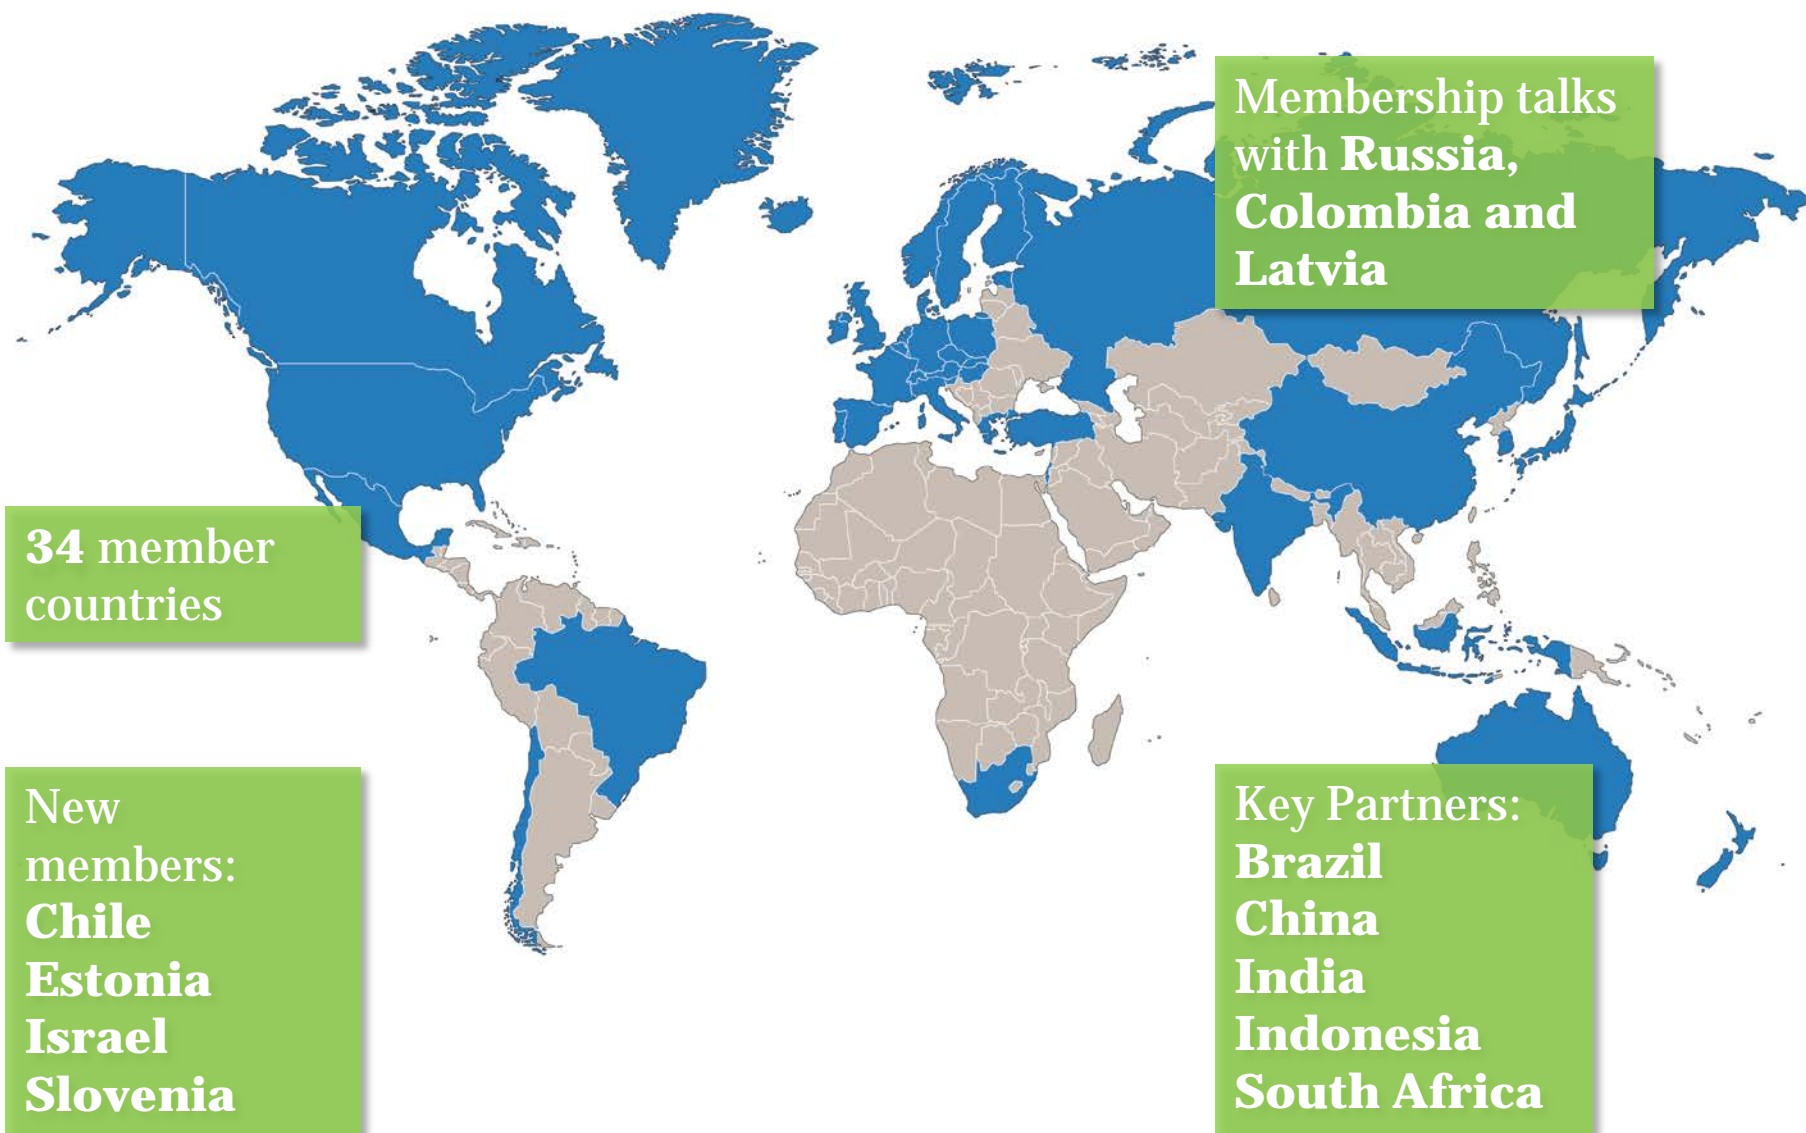 Membership talks
with Russia,
Colombia and
Latvia
34 member
countries
New
members:
Chile
Estonia
Israel
Slovenia
Key Partners:
Brazil
China
India
Indonesia
South Africa